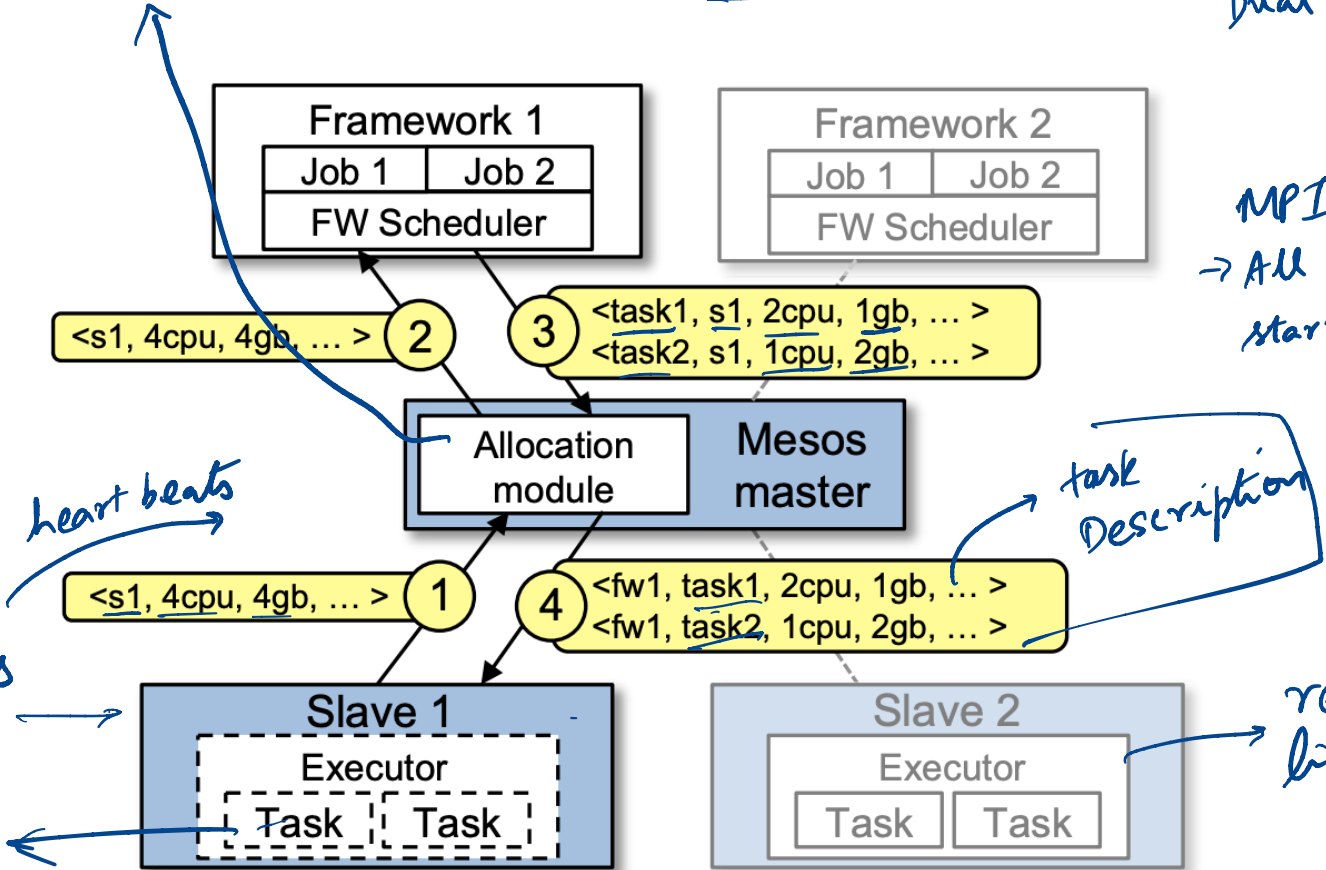 Framework 1
Job 1 Job 2
FW Scheduler
Framework 2
Job 1 Job 2
FW Scheduler
MPI
→ All
star
<s1, 4cpu, 4gb, … >
2
3
<task1, s1, 2cpu, 1gb, … >
<task2, s1, 1cpu, 2gb, … >
Allocation
module
Mesos
master
heart beats
task
Description
<s1, 4cpu, 4gb, … >
1
4
<fw1, task1, 2cpu, 1gb, … >
<fw1, task2, 1cpu, 2gb, … >
s
Slave 1
Executor
Task Task
Slave 2
Executor
Task Task